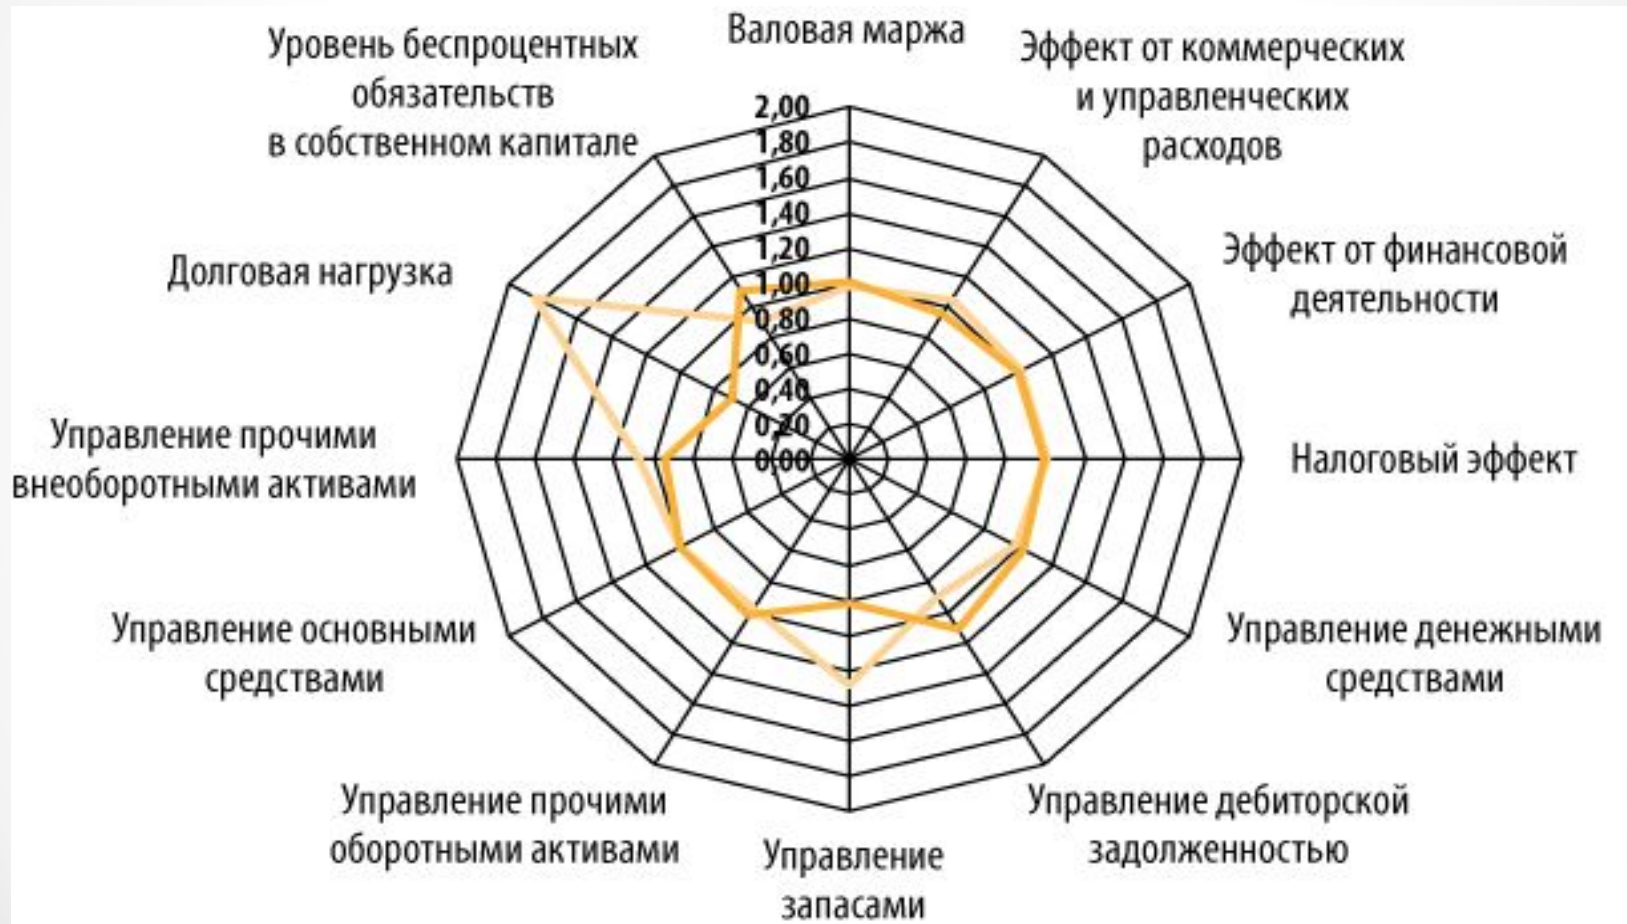 Валовая маржа
Эффект от коммерческих
и управленческих
расходов
Эффект от финансовой
деятельности
Налоговый эффект
Управление денежными
средствами
Управление дебиторской
задолженностью
Управление
запасами
Управление прочими
оборотными активами
Управление основными
средствами
Управление прочими
внеоборотными активами
Долговая нагрузка
Уровень беспроцентных
обязательств
в собственном капитале
2,00
1,80
1,60
1,40
1,20
1,00
0,80
0,60
0,40
0,20
0,00